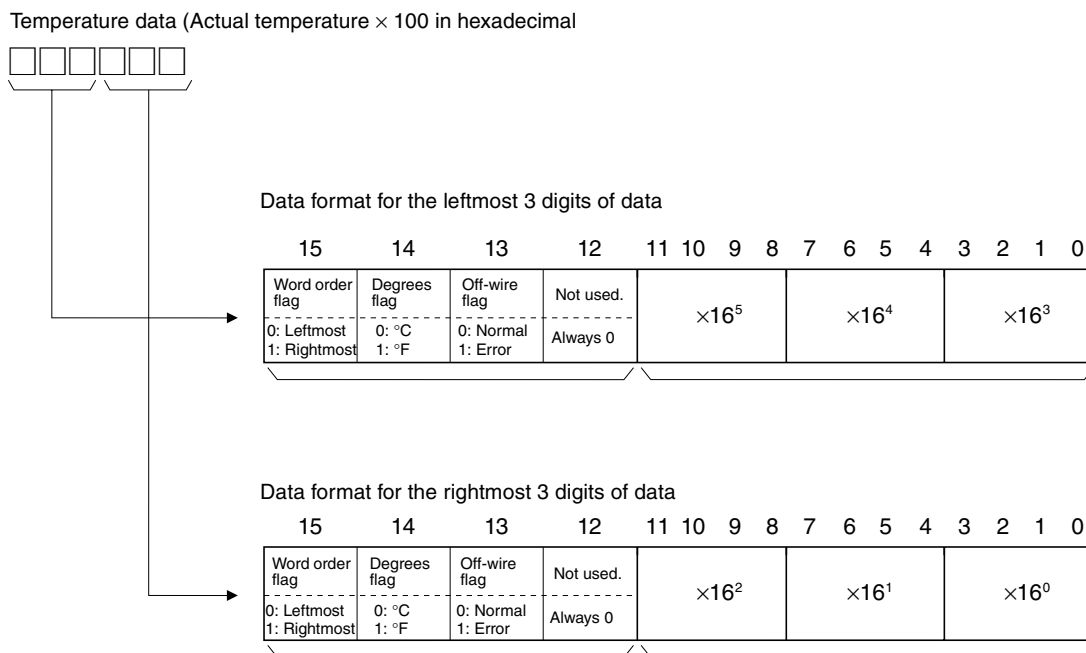 Temperature data (Actual temperature × 100 in hexadecimal
Data format for the leftmost 3 digits of data
15 14 13 12 11 10 9 8 7 6 5 4 3 2 1 0
Word order flag Degrees flag Off-wire flag Not used. ×16⁵ ×16⁴ ×16³
0: Leftmost 0: °C 0: Normal Always 0
1: Rightmost 1: °F 1: Error
Data format for the rightmost 3 digits of data
15 14 13 12 11 10 9 8 7 6 5 4 3 2 1 0
Word order flag Degrees flag Off-wire flag Not used. ×16² ×16¹ ×16⁰
0: Leftmost 0: °C 0: Normal Always 0
1: Rightmost 1: °F 1: Error